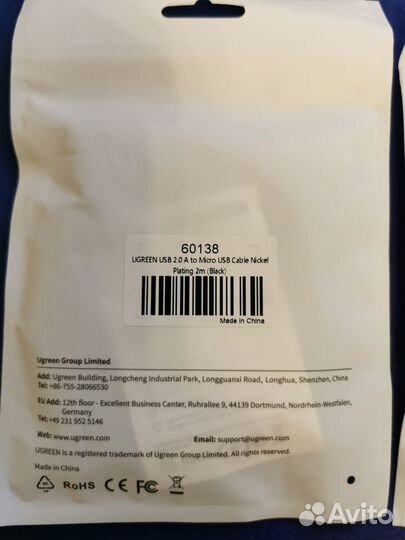 60138
UGREEN USB 2.0 A to Micro USB Cable Nickel
Plating 2m (Black)
Made in China
Ugreen Group Limited
Add: Ugreen Building, Longcheng Industrial Park, Longguanxi Road, Longhua, Shenzhen, China
Tel: +86-755-28066530
EU Add: 12th floor - Excellent Business Center, Ruhrallee 9, 44139 Dortmund, Nordrhein-Westfalen,
Germany
Tel: +49 231 952 5146
Web: www.ugreen.com Email: support@ugreen.com
UGREEN is a registered trademark of Ugreen Group Limited. All rights reserved.
Made in China
RoHS CE FC
Avito